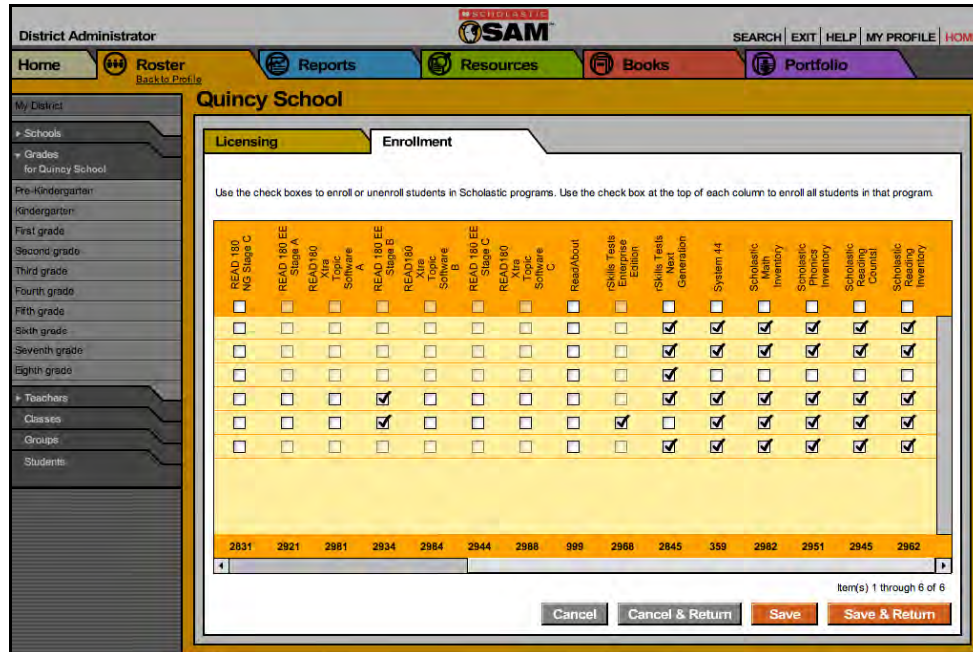 SCHOLASTIC
SAM
District Administrator
SEARCH | EXIT | HELP | MY PROFILE | HOM
Home
Roster
Back to Profile
Reports
Resources
Books
Portfolio
My District
Schools
Grades
for Quincy School
Pre-Kindergarten
Kindergarten
First grade
Second grade
Third grade
Fourth grade
Fifth grade
Sixth grade
Seventh grade
Eighth grade
Teachers
Classes
Groups
Students
Quincy School
Licensing
Enrollment
Use the check boxes to enroll or unenroll students in Scholastic programs. Use the check box at the top of each column to enroll all students in that program.
READ 180
NG Stage C
READ 180 EE
Stage A
READ180
Xtra
Topic
Software
A
READ 180 EE
Stage B
READ180
Xtra
Topic
Software
B
READ 180 EE
Stage C
READ180
Xtra
Topic
Software
C
Read/About
rSkills Tests
Enterprise
Edition
rSkills Tests
Next
Generation
System 44
Scholastic
Math
Inventory
Scholastic
Phonics
Inventory
Scholastic
Reading
Counts!
Scholastic
Reading
Inventory
2831 2921 2981 2934 2984 2944 2988 999 2968 2845 359 2982 2951 2945 2962
Item(s) 1 through 6 of 6
Cancel
Cancel & Return
Save
Save & Return